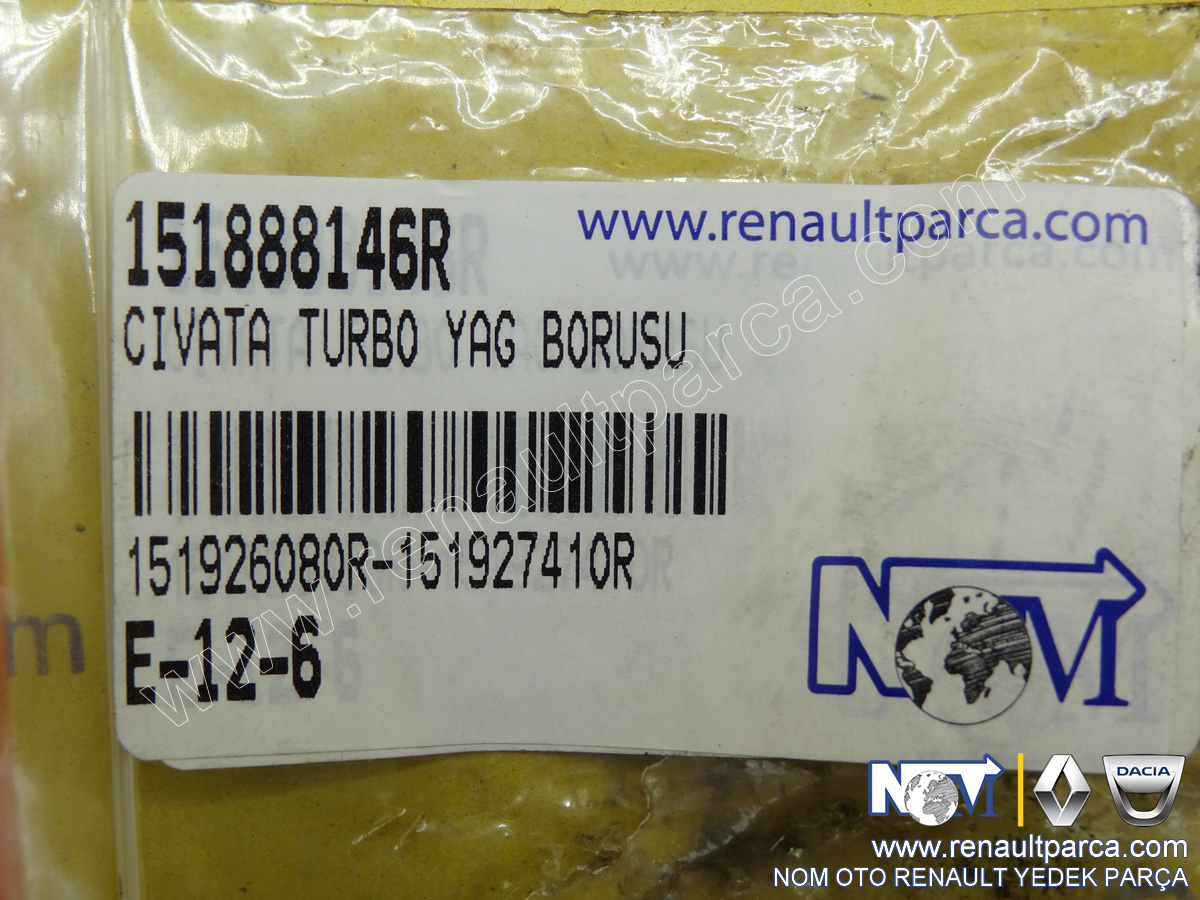 151888146R
www.renaultparca.com
CIVATA TURBO YAG BORUSU
151926080R-151927410R
E-12-6
NOM
www.renaultparca.com
m
NOM
DACIA
www.renaultparca.com
NOM OTO RENAULT YEDEK PARÇA